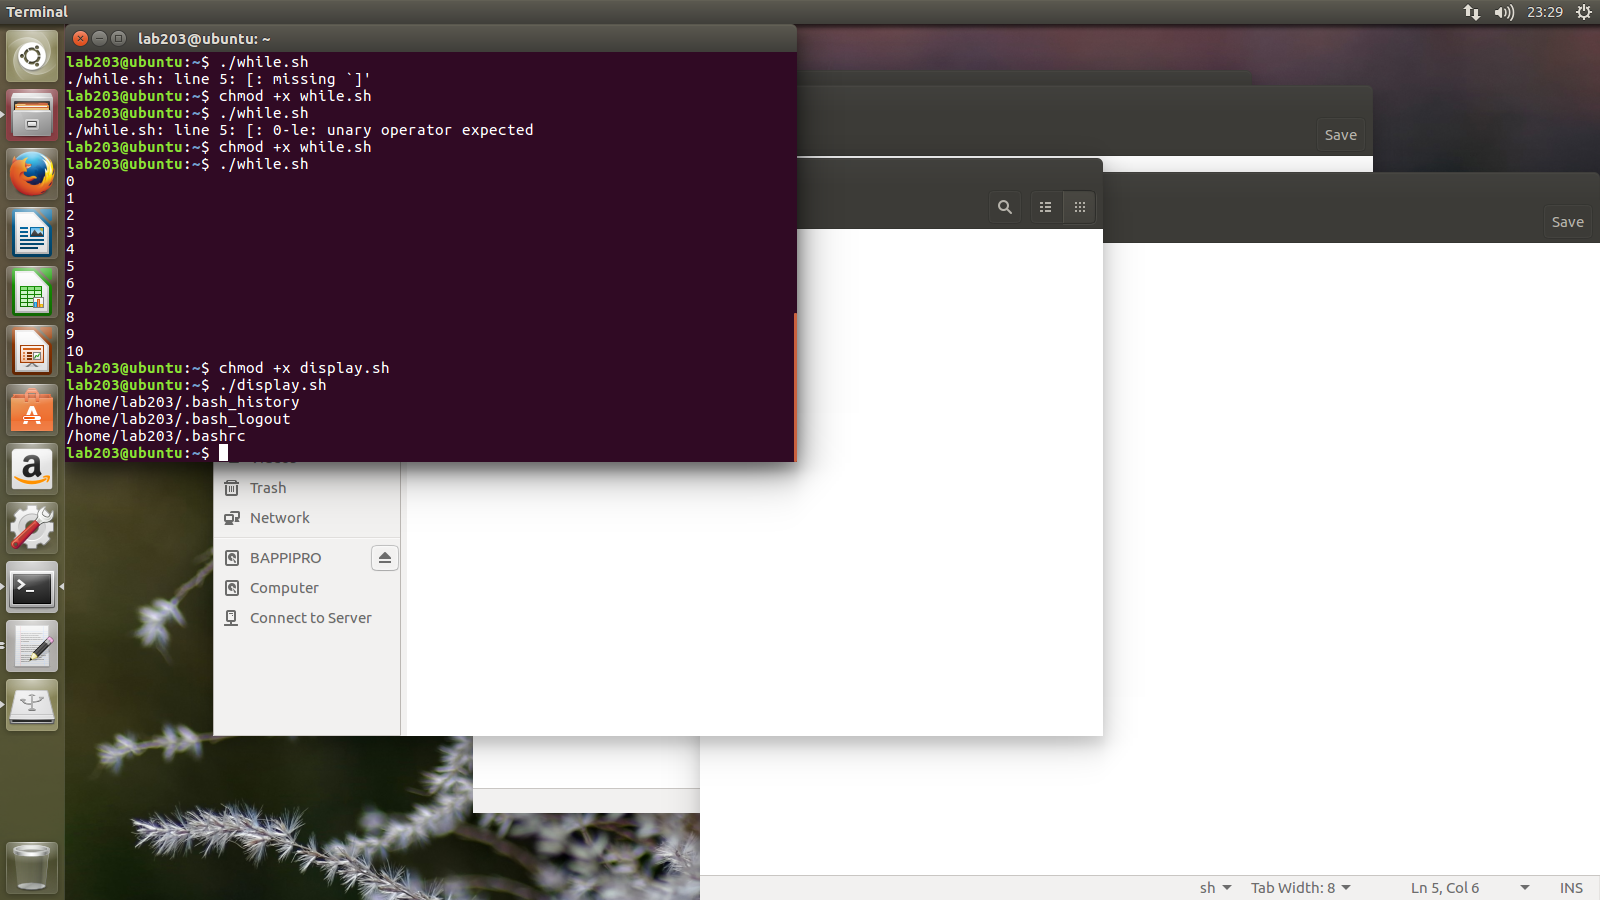 Terminal
23:29
lab203@ubuntu: ~
lab203@ubuntu:~$ ./while.sh
./while.sh: line 5: [: missing `]'
lab203@ubuntu:~$ chmod +x while.sh
lab203@ubuntu:~$ ./while.sh
./while.sh: line 5: [: 0-le: unary operator expected
lab203@ubuntu:~$ chmod +x while.sh
lab203@ubuntu:~$ ./while.sh
0
1
2
3
4
5
6
7
8
9
10
lab203@ubuntu:~$ chmod +x display.sh
lab203@ubuntu:~$ ./display.sh
/home/lab203/.bash_history
/home/lab203/.bash_logout
/home/lab203/.bashrc
lab203@ubuntu:~$
Save
Save
Trash
Network
BAPPIPRO
Computer
Connect to Server
sh
Tab Width: 8
Ln 5, Col 6
INS